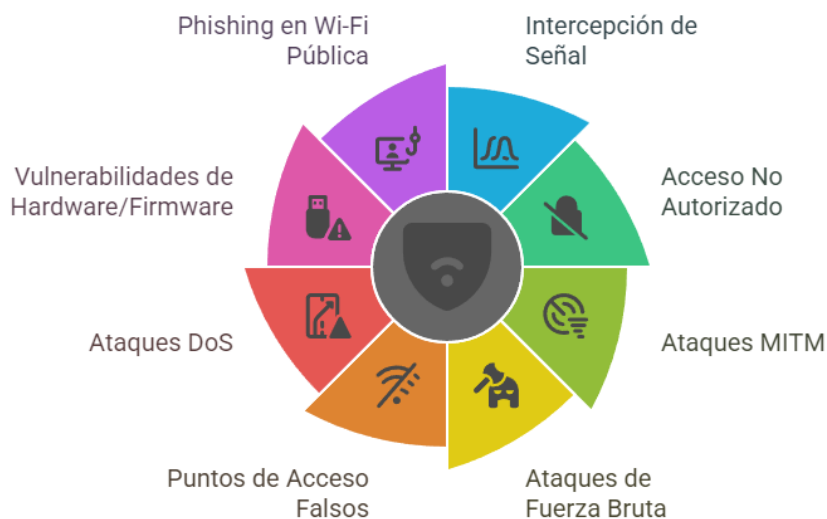 Phishing en Wi-Fi
Pública
Intercepción de
Señal
Vulnerabilidades de
Hardware/Firmware
Acceso No
Autorizado
Ataques DoS
Ataques MITM
Puntos de Acceso
Falsos
Ataques de
Fuerza Bruta